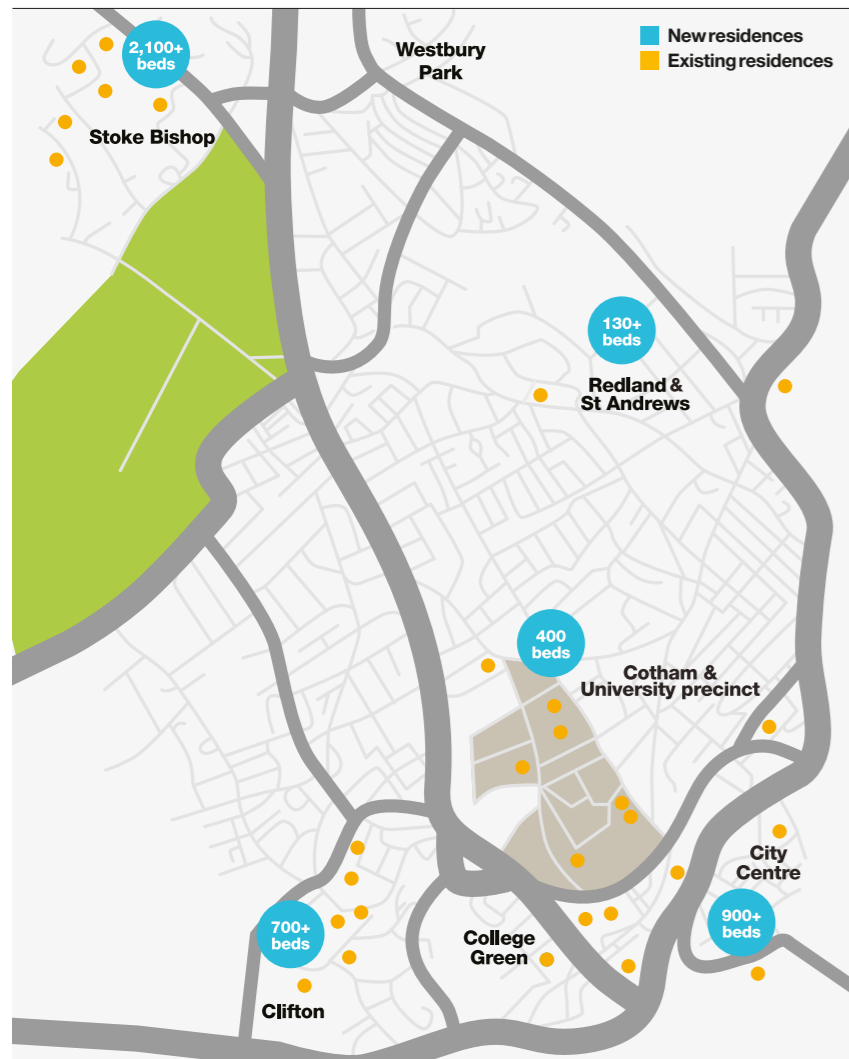 2,100+
beds
Westbury
Park
New residences
Existing residences
Stoke Bishop
130+
beds
Redland &
St Andrews
400
beds
Cotham &
University precinct
City
Centre
700+
beds
College
Green
900+
beds
Clifton